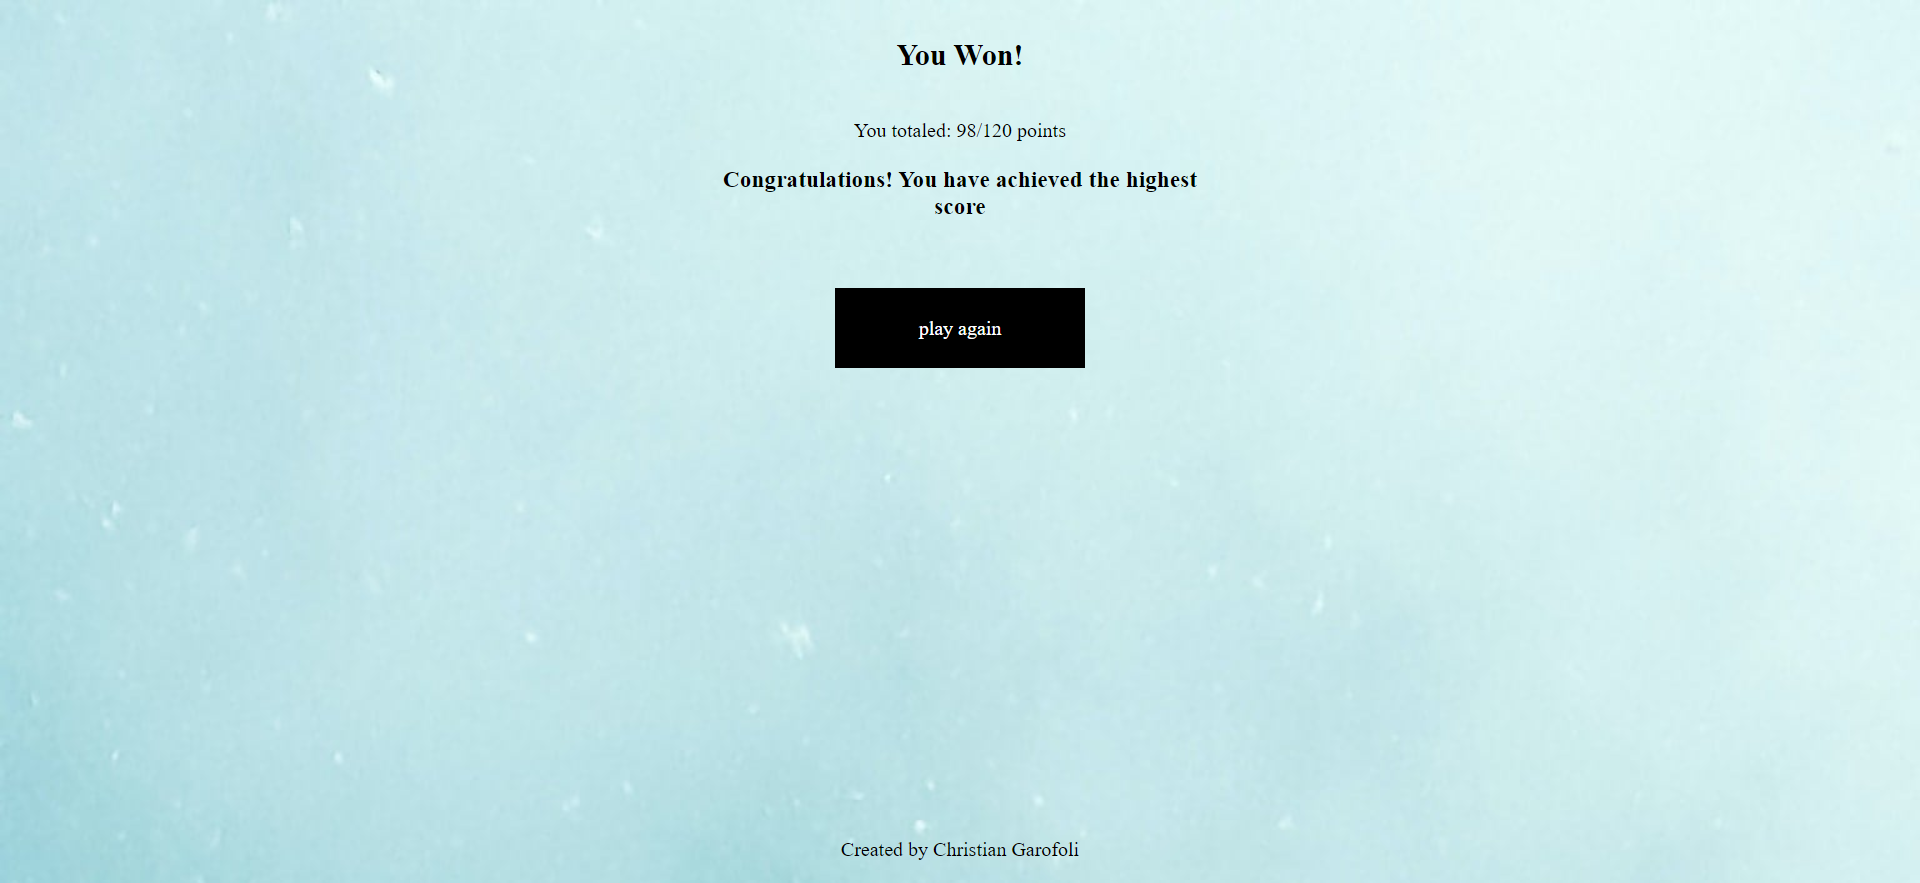 You Won!
You totaled: 98/120 points
Congratulations! You have achieved the highest
score
play again
Created by Christian Garofoli